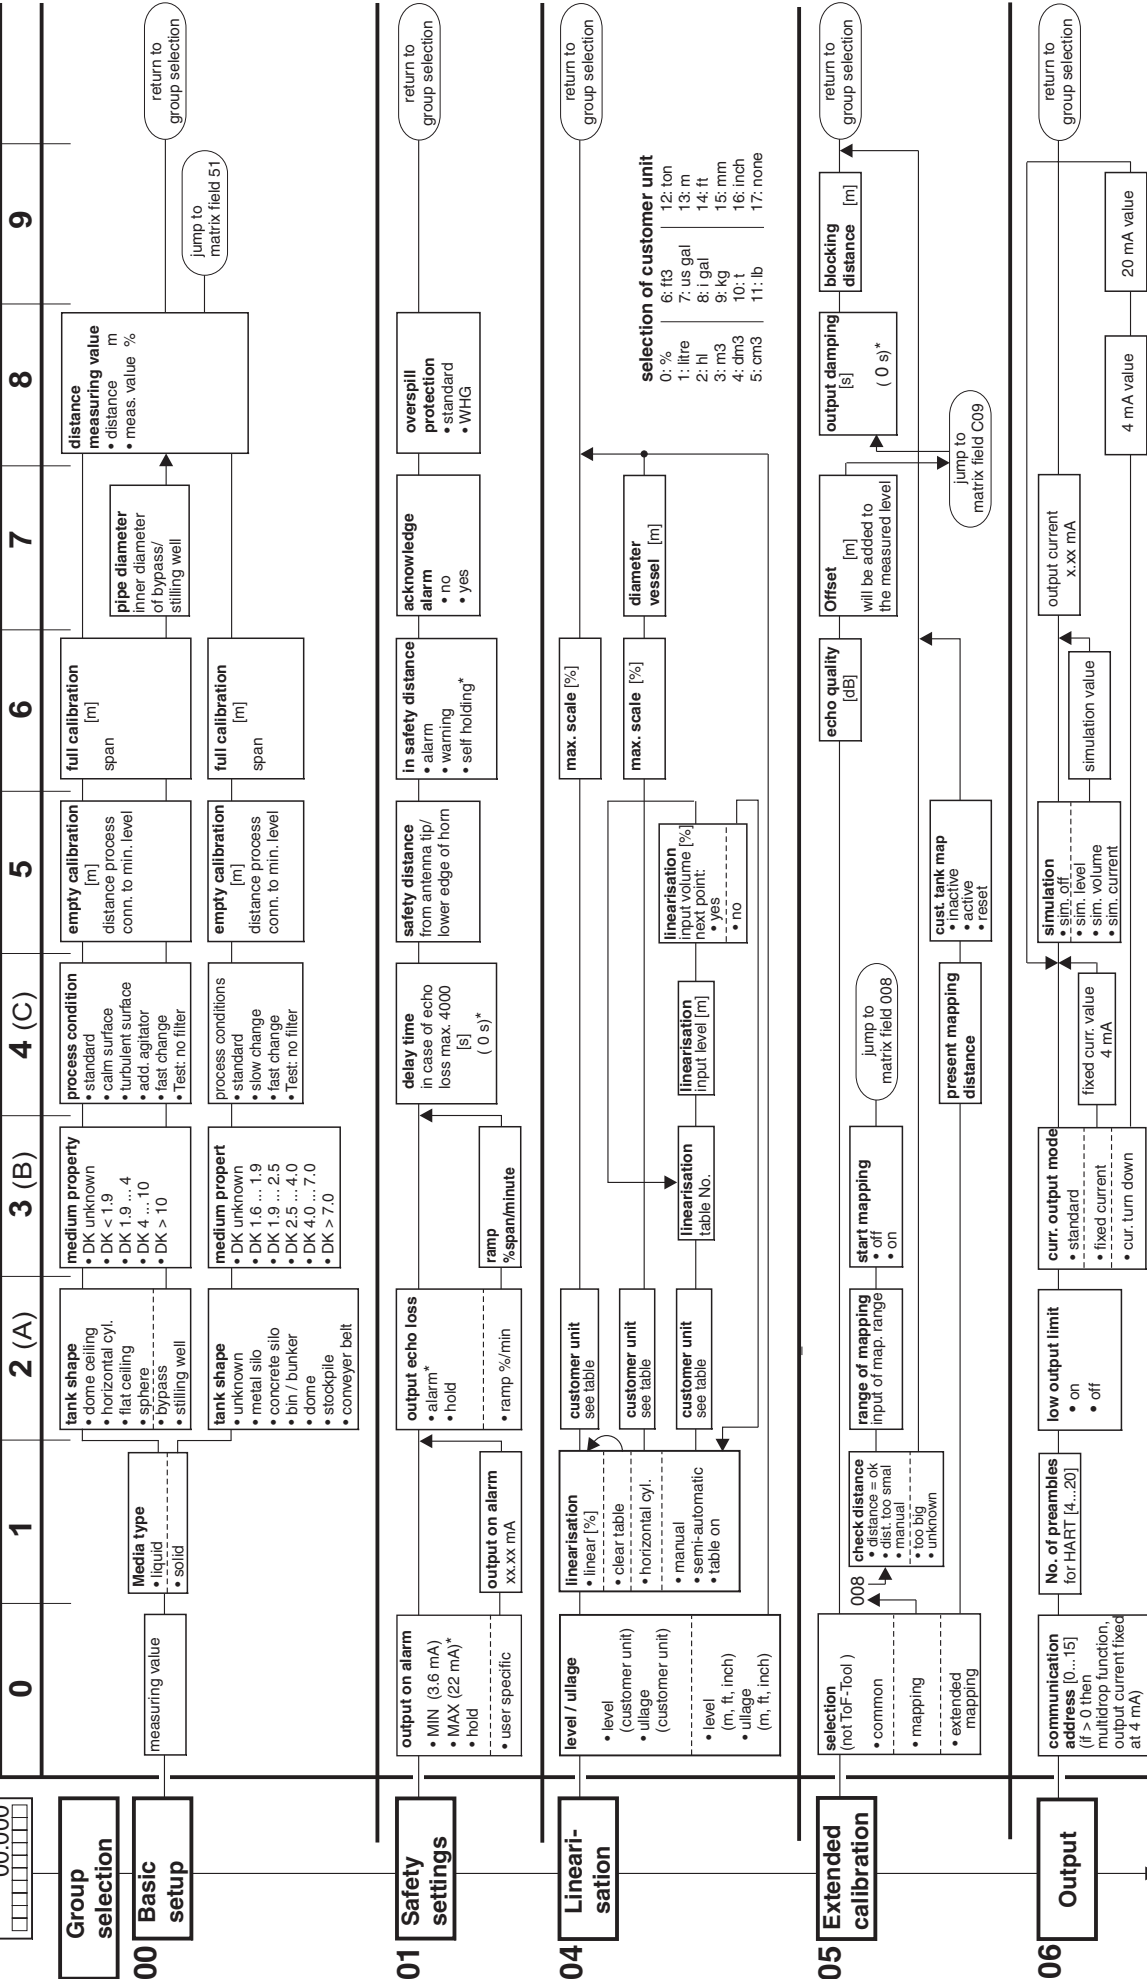 00.000
0
1
2 (A)
3 (B)
4 (C)
5
6
7
8
9
Group
selection
00
Basic
setup
measuring value
Media type
• liquid
• solid
tank shape
• dome ceiling
• horizontal cyl.
• flat ceiling
• sphere
• bypass
• stilling well
medium property
• DK unknown
• DK < 1.9
• DK 1.9 ... 4
• DK 4 ... 10
• DK > 10
process condition
• standard
• calm surface
• turbulent surface
• add. agitator
• fast change
• Test: no filter
empty calibration
[m]
distance process
conn. to min. level
full calibration
[m]
span
pipe diameter
inner diameter
of bypass/
stilling well
distance
measuring value
• distance m
• meas. value %
return to
group selection
jump to
matrix field 51
tank shape
• unknown
• metal silo
• concrete silo
• bin / bunker
• dome
• stockpile
• conveyer belt
medium propert
• DK unknown
• DK 1.6 ... 1.9
• DK 1.9 ... 2.5
• DK 2.5 ... 4.0
• DK 4.0 ... 7.0
• DK > 7.0
process conditions
• standard
• slow change
• fast change
• Test: no filter
empty calibration
[m]
distance process
conn. to min. level
full calibration
[m]
span
01
Safety
settings
output on alarm
• MIN (3.6 mA)
• MAX (22 mA)*
• hold
• user specific
output on alarm
xx.xx mA
output echo loss
• alarm*
• hold
• ramp %/min
ramp
%span/minute
delay time
in case of echo
loss max. 4000
[s]
( 0 s)*
safety distance
from antenna tip/
lower edge of horn
in safety distance
• alarm
• warning
• self holding*
acknowledge
alarm
• no
• yes
overspill
protection
• standard
• WHG
return to
group selection
04
Lineari-
sation
level / ullage
• level
(customer unit)
• ullage
(customer unit)
• level
(m, ft, inch)
• ullage
(m, ft, inch)
linearisation
• linear [%]
• clear table
• horizontal cyl.
• manual
• semi-automatic
• table on
customer unit
see table
customer unit
see table
customer unit
see table
linearisation
table No.
linearisation
input level [m]
linearisation
input volume [%]
next point:
• yes
• no
max. scale [%]
max. scale [%]
diameter
vessel [m]
return to
group selection
selection of customer unit
0: % 6: ft3 12: ton
1: litre 7: us gal 13: m
2: hl 8: i gal 14: ft
3: m3 9: kg 15: mm
4: dm3 10: t 16: inch
5: cm3 11: lb 17: none
05
Extended
calibration
selection
(not ToF-Tool )
• common
• mapping
• extended
mapping
008
check distance
• distance = ok
• dist. too smal
• manual
• too big
• unknown
range of mapping
input of map. range
start mapping
• off
• on
jump to
matrix field 008
present mapping
distance
cust. tank map
• inactive
• active
• reset
echo quality
[dB]
Offset
[m]
will be added to
the measured level
jump to
matrix field C09
output damping
[s]
( 0 s)*
blocking
distance [m]
return to
group selection
06
Output
communication
address [0...15]
(if > 0 then
multidrop function,
output current fixed
at 4 mA)
No. of preambles
for HART [4...20]
low output limit
• on
• off
curr. output mode
• standard
• fixed current
• cur. turn down
fixed curr. value
4 mA
simulation
• sim. off
• sim. level
• sim. volume
• sim. current
simulation value
output current
x.xx mA
4 mA value
20 mA value
return to
group selection